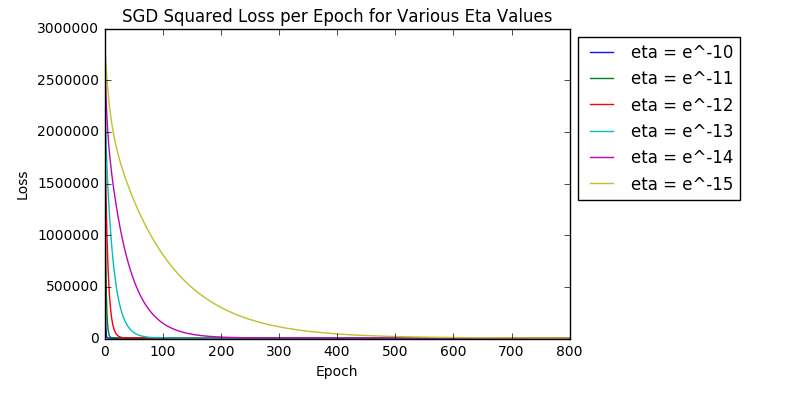 SGD Squared Loss per Epoch for Various Eta Values
3000000
2500000
2000000
1500000
1000000
500000
0
Loss
0 100 200 300 400 500 600 700 800
Epoch
eta = e^-10
eta = e^-11
eta = e^-12
eta = e^-13
eta = e^-14
eta = e^-15